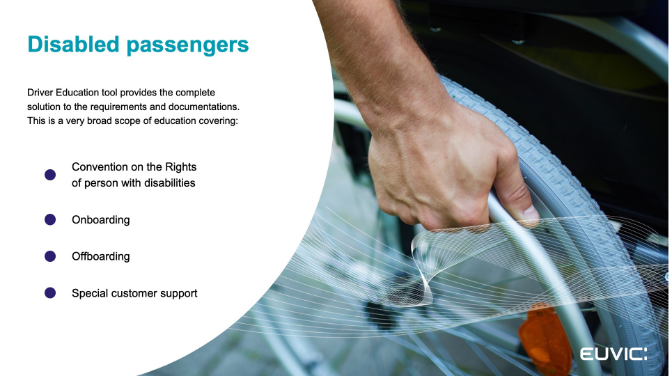 Disabled passengers
Driver Education tool provides the complete
solution to the requirements and documentations.
This is a very broad scope of education covering:
Convention on the Rights
of person with disabilities
Onboarding
Offboarding
Special customer support
EUVIC